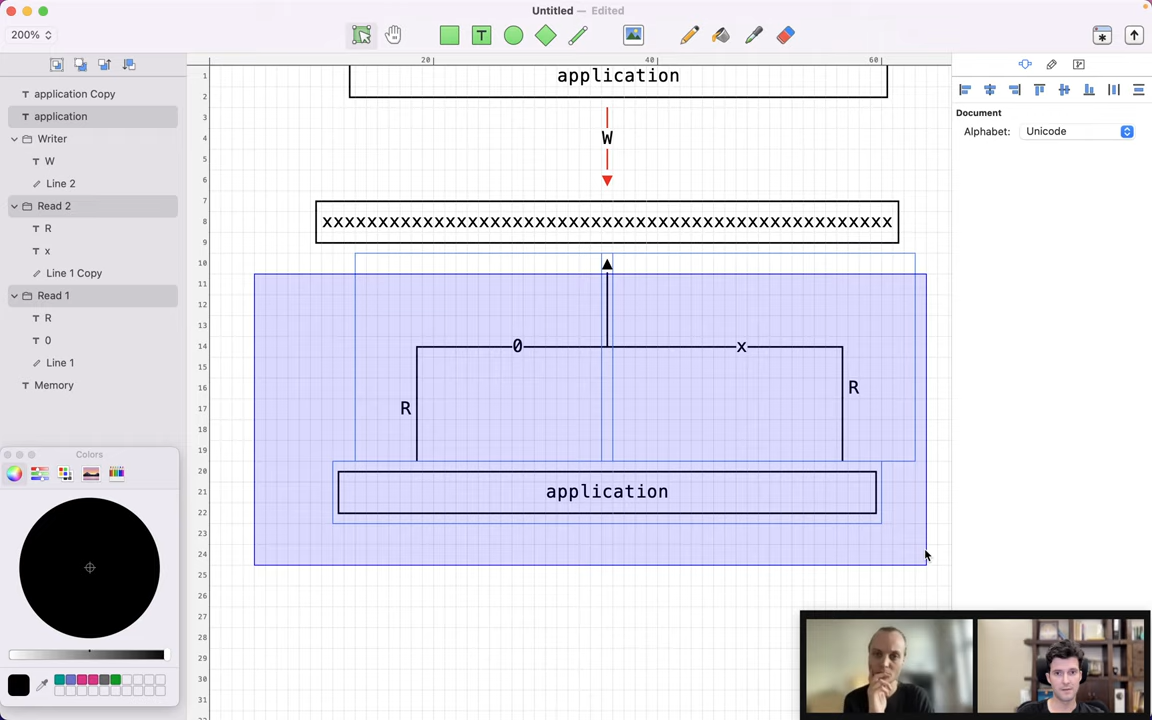 Untitled — Edited
200%
20 40 60
application Copy
application
Writer
W
Line 2
Read 2
R
x
Line 1 Copy
Read 1
R
0
Line 1
Memory
Colors
1
2
3
4
5
6
7
8
9
10
11
12
13
14
15
16
17
18
19
20
21
22
23
24
25
26
27
28
29
30
31
application
W
xxxxxxxxxxxxxxxxxxxxxxxxxxxxxxxxxxxxxxxxxxxxxxxxxxx
0 x
R
R
application
T
Document
Alphabet: Unicode